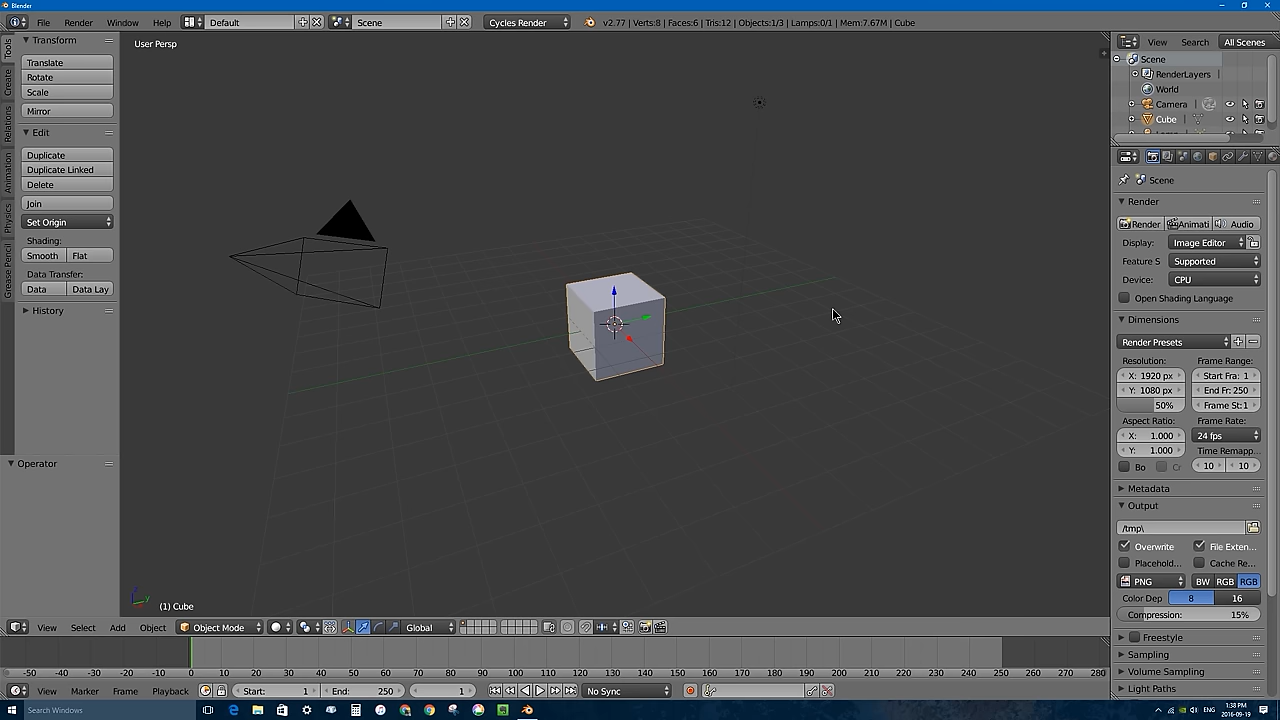 Blender
File Render Window Help Default Scene Cycles Render v2.77 | Verts:8 | Faces:6 | Tris:12 | Objects:1/3 | Lamps:0/1 | Mem:7.67M | Cube
Tools
Create
Relations
Animation
Physics
Grease Pencil
Transform
Translate
Rotate
Scale
Mirror
Edit
Duplicate
Duplicate Linked
Delete
Join
Set Origin
Shading:
Smooth Flat
Data Transfer:
Data Data Lay
History
Operator
User Persp
(1) Cube
View Search All Scenes
Scene
RenderLayers
World
Camera
Cube
Scene
Render
Render Animati Audio
Display: Image Editor
Feature S Supported
Device: CPU
Open Shading Language
Dimensions
Render Presets
Resolution: Frame Range:
X: 1920 px Start Fra: 1
Y: 1080 px End Fr: 250
50% Frame St:1
Aspect Ratio: Frame Rate:
X: 1.000 24 fps
Y: 1.000 Time Remapp...
Bo Cr 10 10
Metadata
Output
/tmp\
Overwrite File Exten...
Placehold... Cache Re...
PNG BW RGB RGB
Color Dep 8 16
Compression: 15%
Freestyle
Sampling
Volume Sampling
Light Paths
View Select Add Object Object Mode Global
-50 -40 -30 -20 -10 0 10 20 30 40 50 60 70 80 90 100 110 120 130 140 150 160 170 180 190 200 210 220 230 240 250 260 270 280
View Marker Frame Playback Start: 1 End: 250 1 No Sync
Search Windows ENG 1:38 PM
2016-09-19